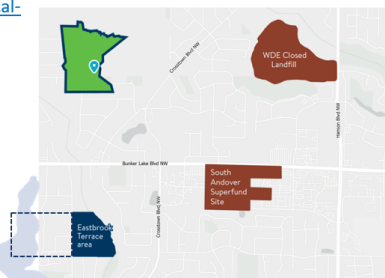 al-
Crosstown Blvd NW
WDE Closed
Landfill
Hanson Blvd NW
Bunker Lake Blvd NW
South
Andover
Superfund
Site
Crosstown Blvd NW
Eastbrook
Terrace
area